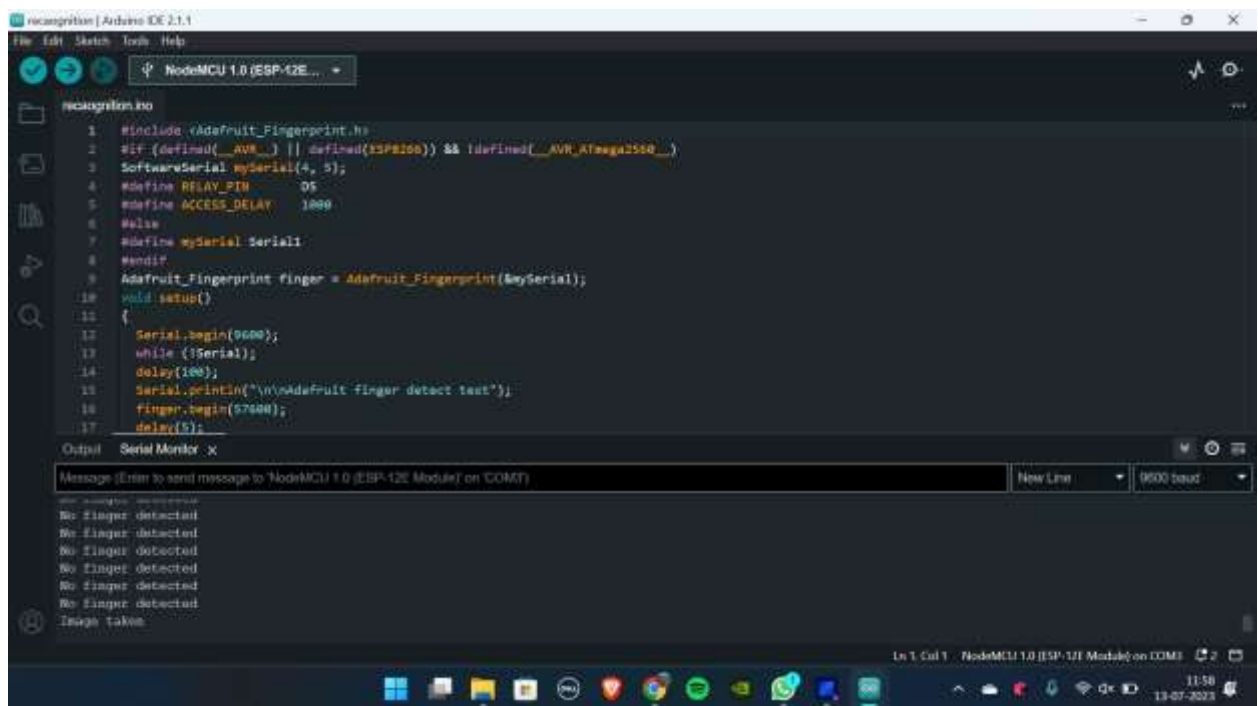 recaognition | Arduino IDE 2.1.1
File Edit Sketch Tools Help
NodeMCU 1.0 (ESP-12E...
recaognition.ino
1 #include <Adafruit_Fingerprint.h>
2 #if (defined(__AVR__) || defined(ESP8266)) && !defined(__AVR_ATmega2560__)
3 SoftwareSerial mySerial(4, 5);
4 #define RELAY_PIN D5
5 #define ACCESS_DELAY 1000
6 #else
7 #define mySerial Serial1
8 #endif
9 Adafruit_Fingerprint finger = Adafruit_Fingerprint(&mySerial);
10 void setup()
11 {
12 Serial.begin(9600);
13 while (!Serial);
14 delay(100);
15 Serial.println("\n\nAdafruit finger detect test");
16 finger.begin(57600);
17 delay(5);
Output Serial Monitor x
Message (Enter to send message to 'NodeMCU 1.0 (ESP-12E Module)' on 'COM3') New Line 9600 baud
No finger detected
No finger detected
No finger detected
No finger detected
No finger detected
No finger detected
Image taken
Ln 1, Col 1 NodeMCU 1.0 (ESP-12E Module) on COM3 2
11:58
13-07-2023